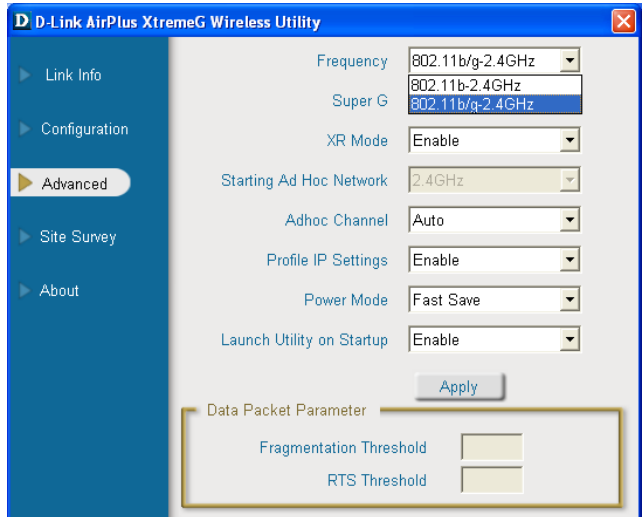 D D-Link AirPlus XtremeG Wireless Utility
Link Info
Configuration
Advanced
Site Survey
About
Frequency 802.11b/g-2.4GHz
802.11b-2.4GHz
Super G 802.11b/g-2.4GHz
XR Mode Enable
Starting Ad Hoc Network 2.4GHz
Adhoc Channel Auto
Profile IP Settings Enable
Power Mode Fast Save
Launch Utility on Startup Enable
Apply
Data Packet Parameter
Fragmentation Threshold
RTS Threshold